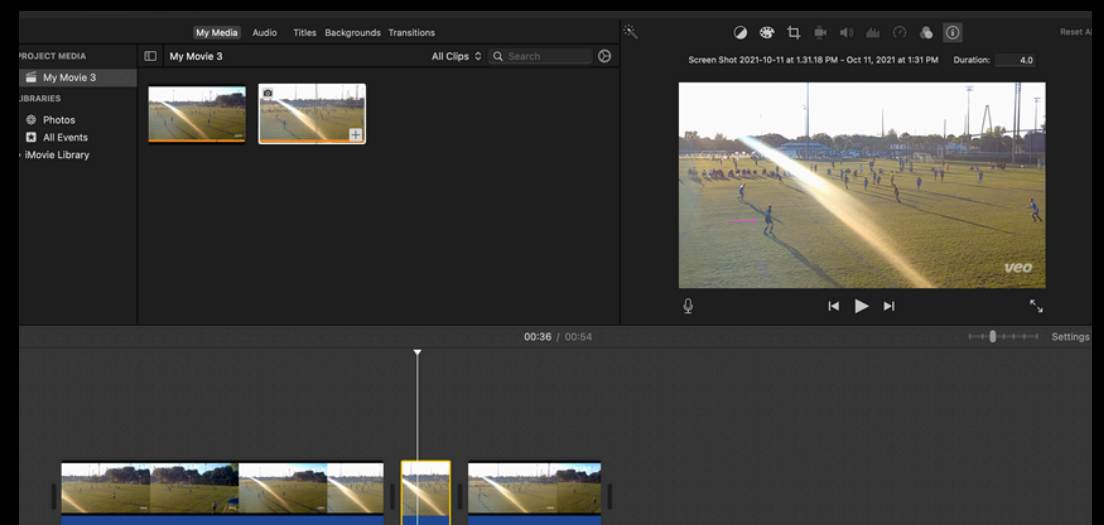 My Media Audio Titles Backgrounds Transitions
Reset Al
PROJECT MEDIA
My Movie 3
All Clips
Search
My Movie 3
LIBRARIES
Photos
All Events
iMovie Library
Screen Shot 2021-10-11 at 1.31.18 PM - Oct 11, 2021 at 1:31 PM Duration: 4.0
veo
veo
00:36 / 00:54
Settings